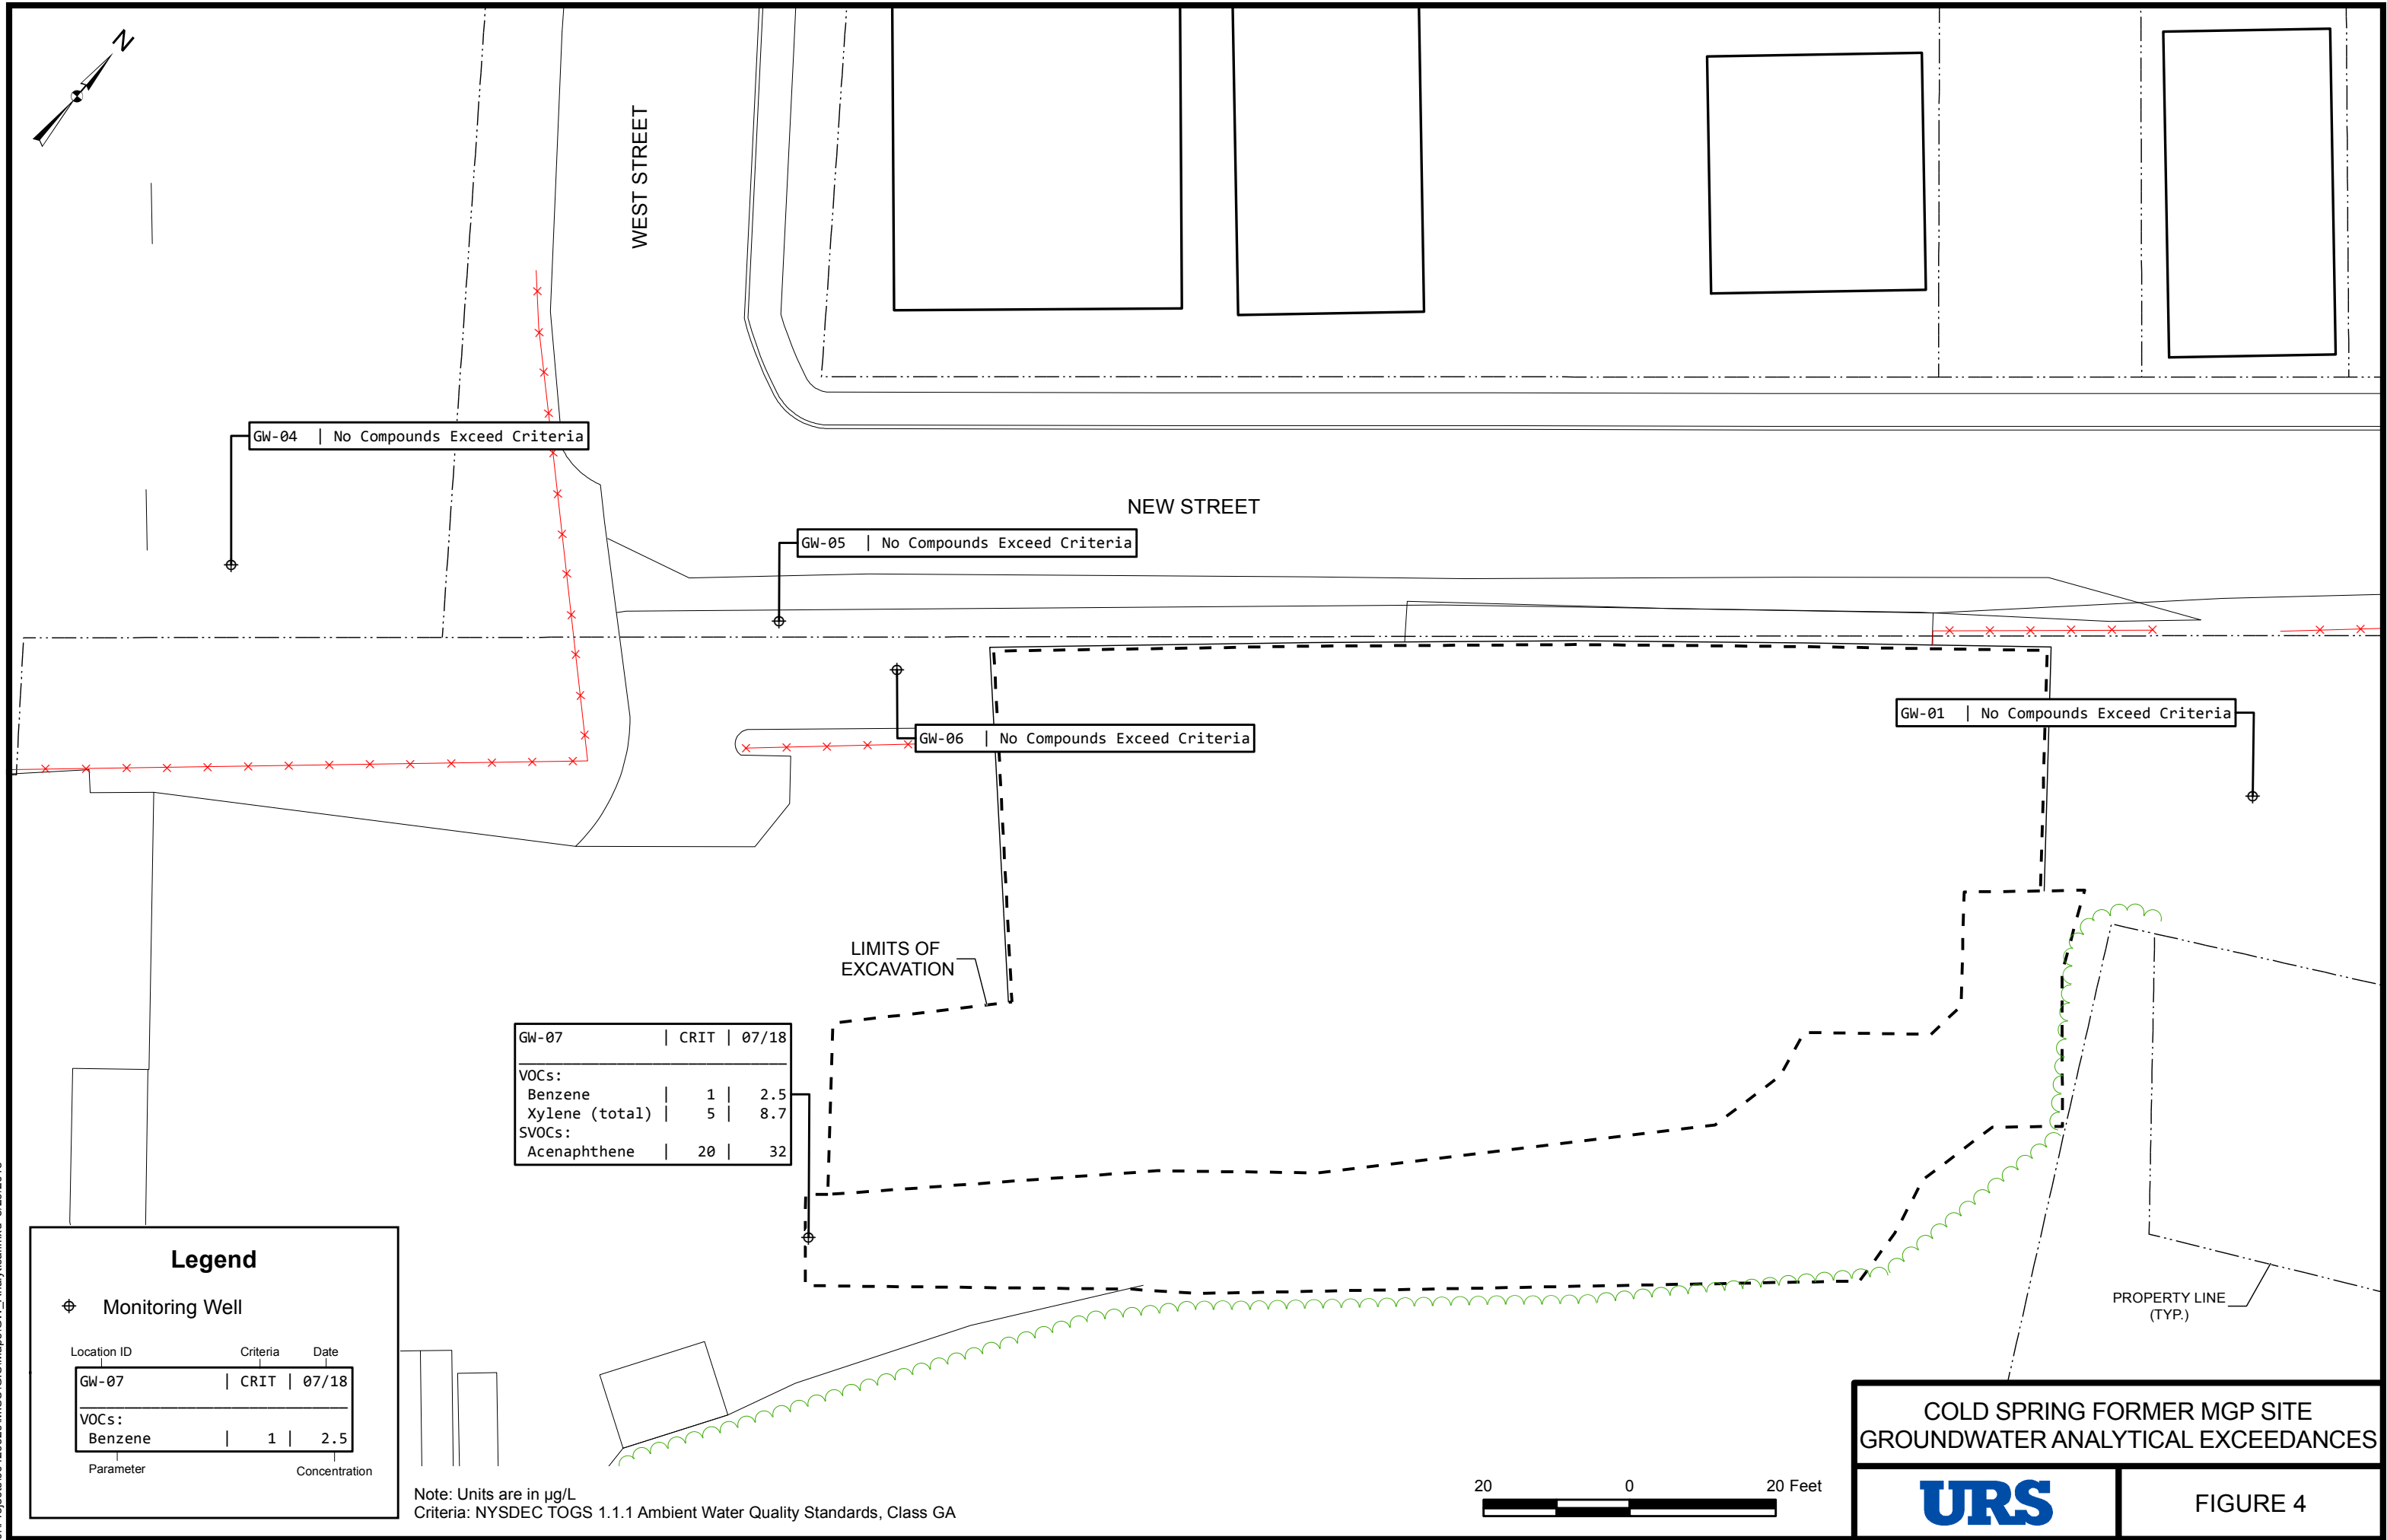 N
WEST STREET
GW-04 | No Compounds Exceed Criteria
NEW STREET
GW-05 | No Compounds Exceed Criteria
GW-06 | No Compounds Exceed Criteria
GW-01 | No Compounds Exceed Criteria
LIMITS OF
EXCAVATION
GW-07 | CRIT | 07/18
VOCs:
Benzene | 1 | 2.5
Xylene (total) | 5 | 8.7
SVOCs:
Acenaphthene | 20 | 32
PROPERTY LINE
(TYP.)
Legend
Monitoring Well
Location ID Criteria Date
GW-07 | CRIT | 07/18
VOCs:
Benzene | 1 | 2.5
Parameter Concentration
Note: Units are in µg/L
Criteria: NYSDEC TOGS 1.1.1 Ambient Water Quality Standards, Class GA
20 0 20 Feet
COLD SPRING FORMER MGP SITE
GROUNDWATER ANALYTICAL EXCEEDANCES
URS
FIGURE 4